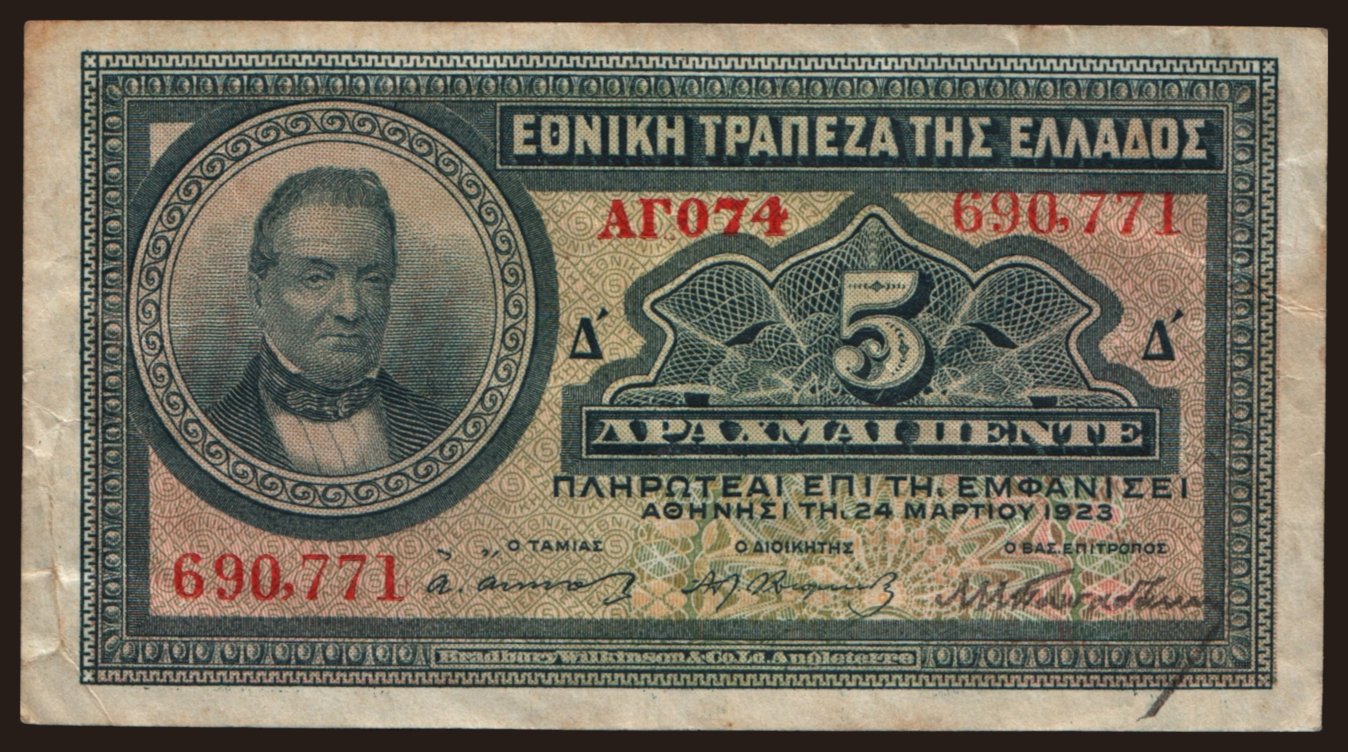 ΕΘΝΙΚΗ ΤΡΑΠΕΖΑ ΤΗΣ ΕΛΛΑΔΟΣ
ΑΓ074 690,771
Δ΄ 5 Δ΄
ΔΡΑΧΜΑΙ ΠΕΝΤΕ
ΠΛΗΡΩΤΕΑΙ ΕΠΙ ΤΗ, ΕΜΦΑΝΙΣΕΙ
ΑΘΗΝΗΣΙ ΤΗ, 24 ΜΑΡΤΙΟΥ 1923
Ο ΤΑΜΙΑΣ Ο ΔΙΟΙΚΗΤΗΣ Ο ΒΑΣ. ΕΠΙΤΡΟΠΟΣ
690,771
Bradbury Wilkinson & Co. Ld. Angleterre